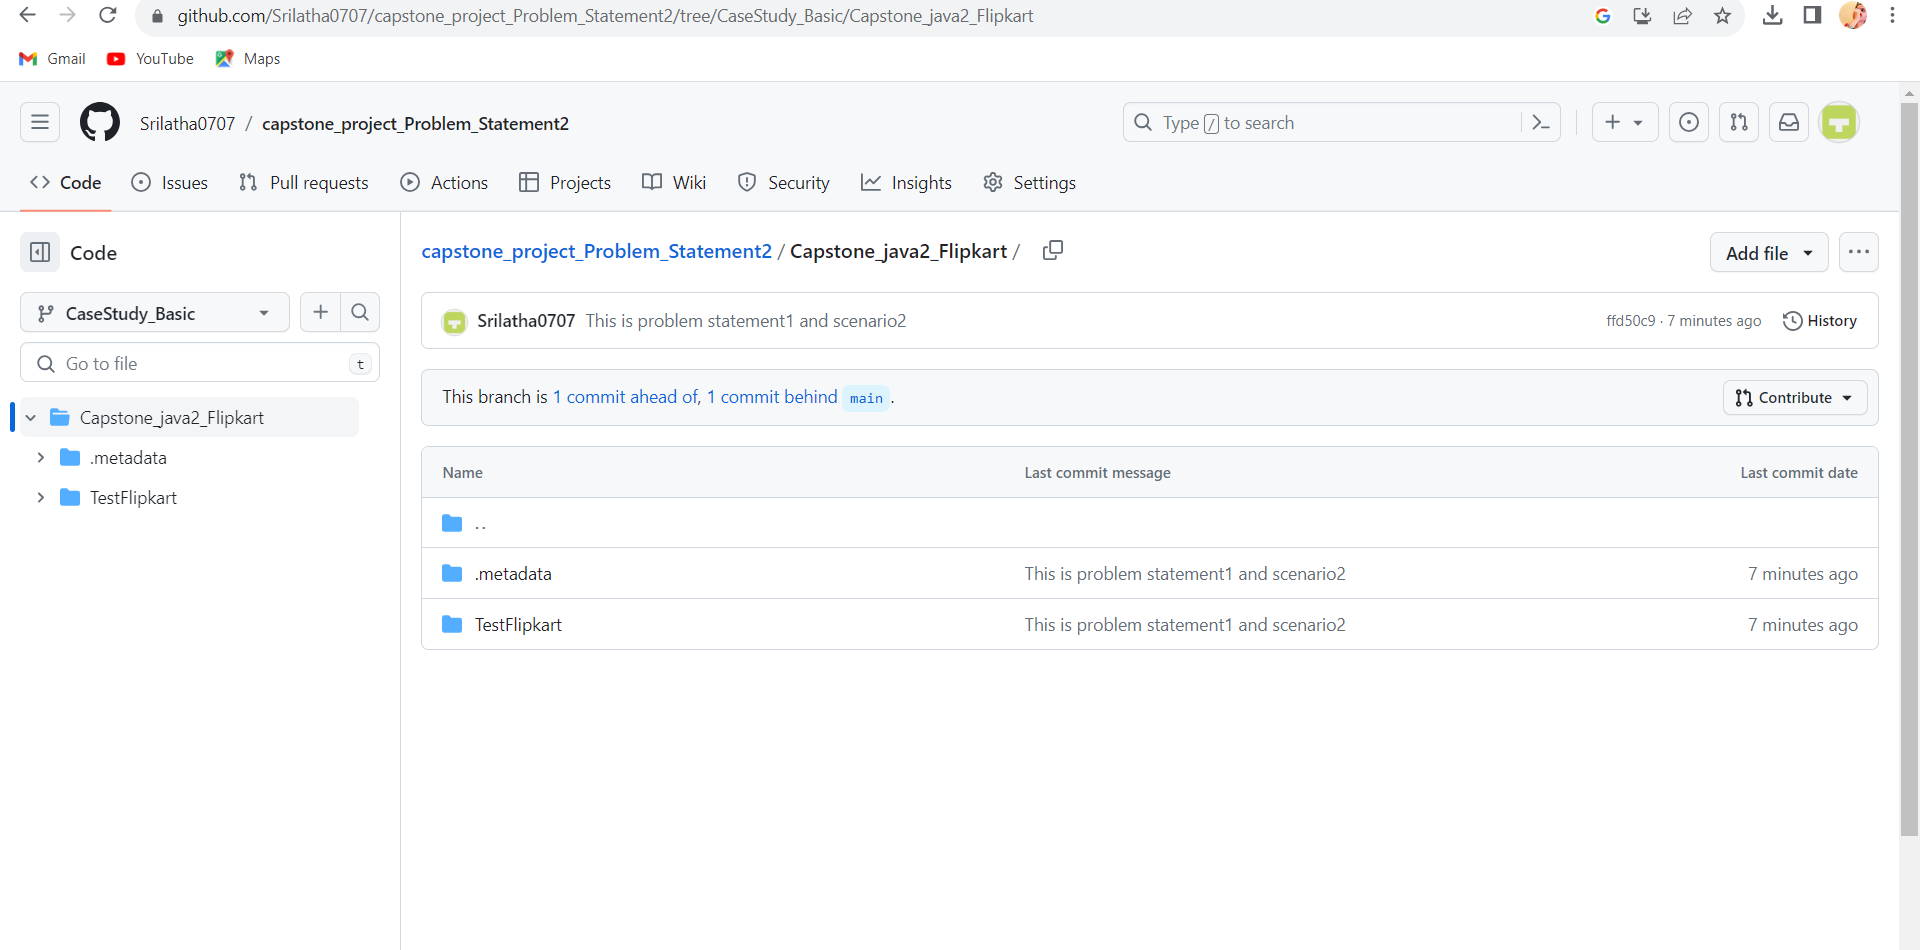 github.com/Srilatha0707/capstone_project_Problem_Statement2/tree/CaseStudy_Basic/Capstone_java2_Flipkart
Gmail YouTube Maps
Srilatha0707 / capstone_project_Problem_Statement2 Type / to search
Code Issues Pull requests Actions Projects Wiki Security Insights Settings
Code
capstone_project_Problem_Statement2 / Capstone_java2_Flipkart / Add file
CaseStudy_Basic
Srilatha0707 This is problem statement1 and scenario2 ffd50c9 · 7 minutes ago History
Go to file t
This branch is 1 commit ahead of, 1 commit behind main . Contribute
Capstone_java2_Flipkart
.metadata
TestFlipkart
Name Last commit message Last commit date
..
.metadata This is problem statement1 and scenario2 7 minutes ago
TestFlipkart This is problem statement1 and scenario2 7 minutes ago